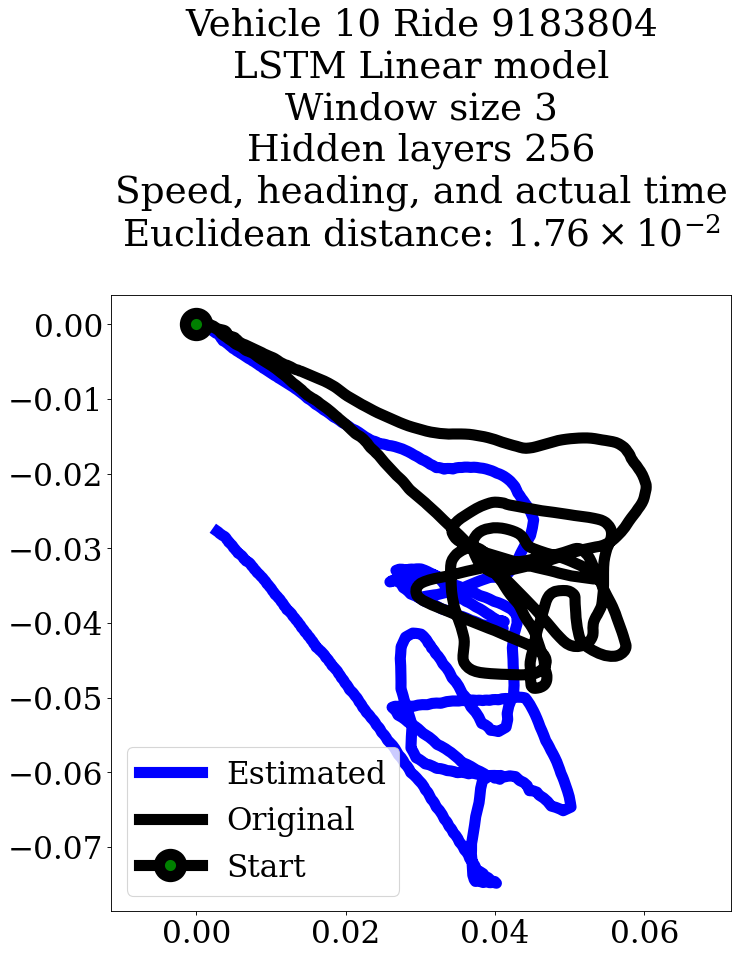 Vehicle 10 Ride 9183804
LSTM Linear model
Window size 3
Hidden layers 256
Speed, heading, and actual time
Euclidean distance: 1.76 × 10⁻²
0.00
−0.01
−0.02
−0.03
−0.04
−0.05
−0.06
−0.07
Estimated
Original
Start
0.00 0.02 0.04 0.06